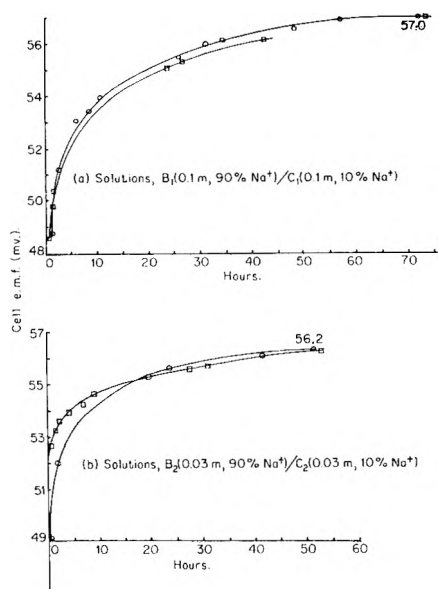 56
54
52
50
48
57.0
(a) Solutions, B₁(0.1 m, 90% Na⁺)/C₁(0.1 m, 10% Na⁺)
0 10 20 30 40 50 60 70
Hours.
Cell e.m.f. (mv.)
57
55
53
51
49
56.2
(b) Solutions, B₂(0.03 m, 90% Na⁺)/C₂(0.03 m, 10% Na⁺)
0 10 20 30 40 50 60
Hours.